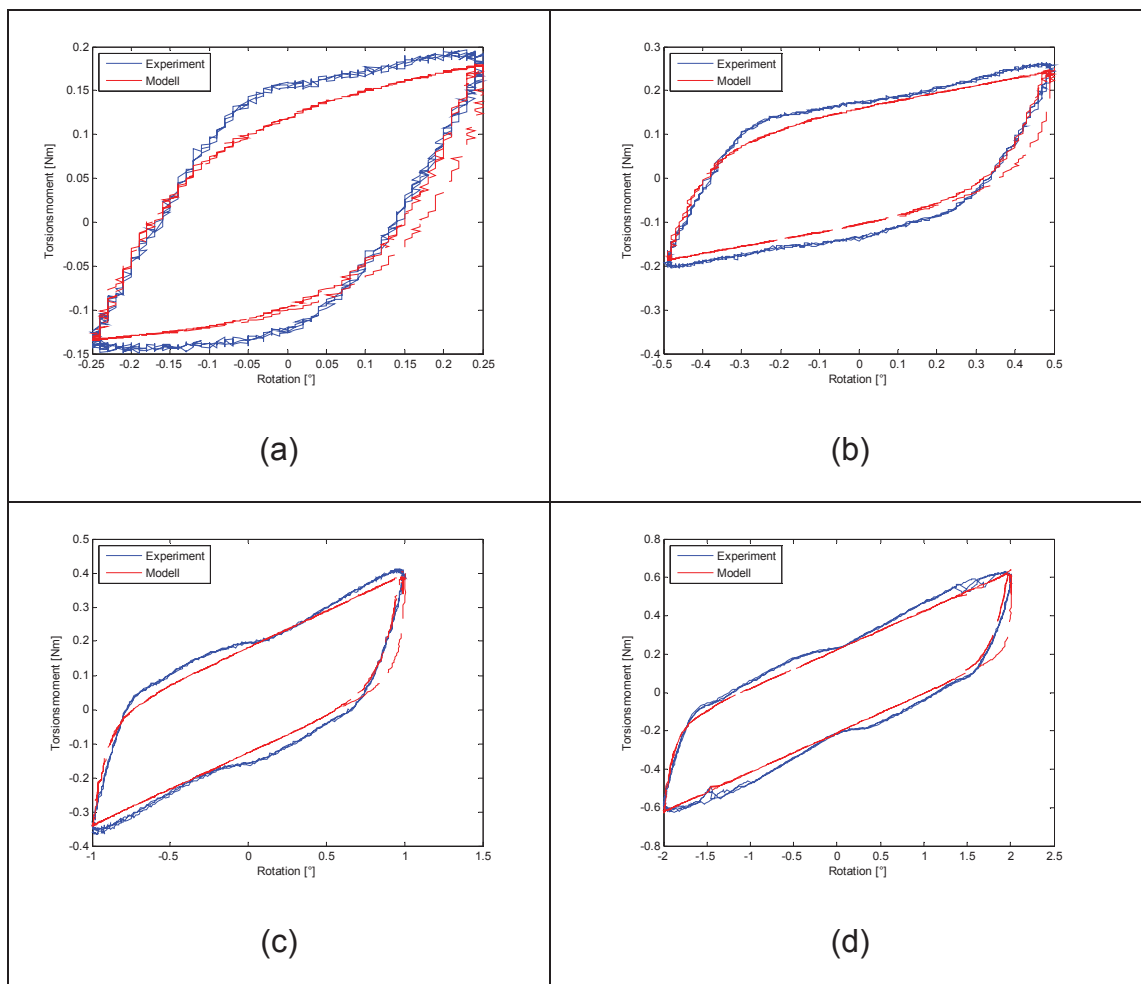 0.2
0.15
0.1
0.05
0
-0.05
-0.1
-0.15
-0.25 -0.2 -0.15 -0.1 -0.05 0 0.05 0.1 0.15 0.2 0.25
Rotation [°]
Torsionsmoment [Nm]
Experiment
Modell
(a)
0.3
0.2
0.1
0
-0.1
-0.2
-0.3
-0.4
-0.5 -0.4 -0.3 -0.2 -0.1 0 0.1 0.2 0.3 0.4 0.5
Rotation [°]
Torsionsmoment [Nm]
Experiment
Modell
(b)
0.5
0.4
0.3
0.2
0.1
0
-0.1
-0.2
-0.3
-0.4
-1 -0.5 0 0.5 1 1.5
Rotation [°]
Torsionsmoment [Nm]
Experiment
Modell
(c)
0.8
0.6
0.4
0.2
0
-0.2
-0.4
-0.6
-0.8
-2 -1.5 -1 -0.5 0 0.5 1 1.5 2 2.5
Rotation [°]
Torsionsmoment [Nm]
Experiment
Modell
(d)